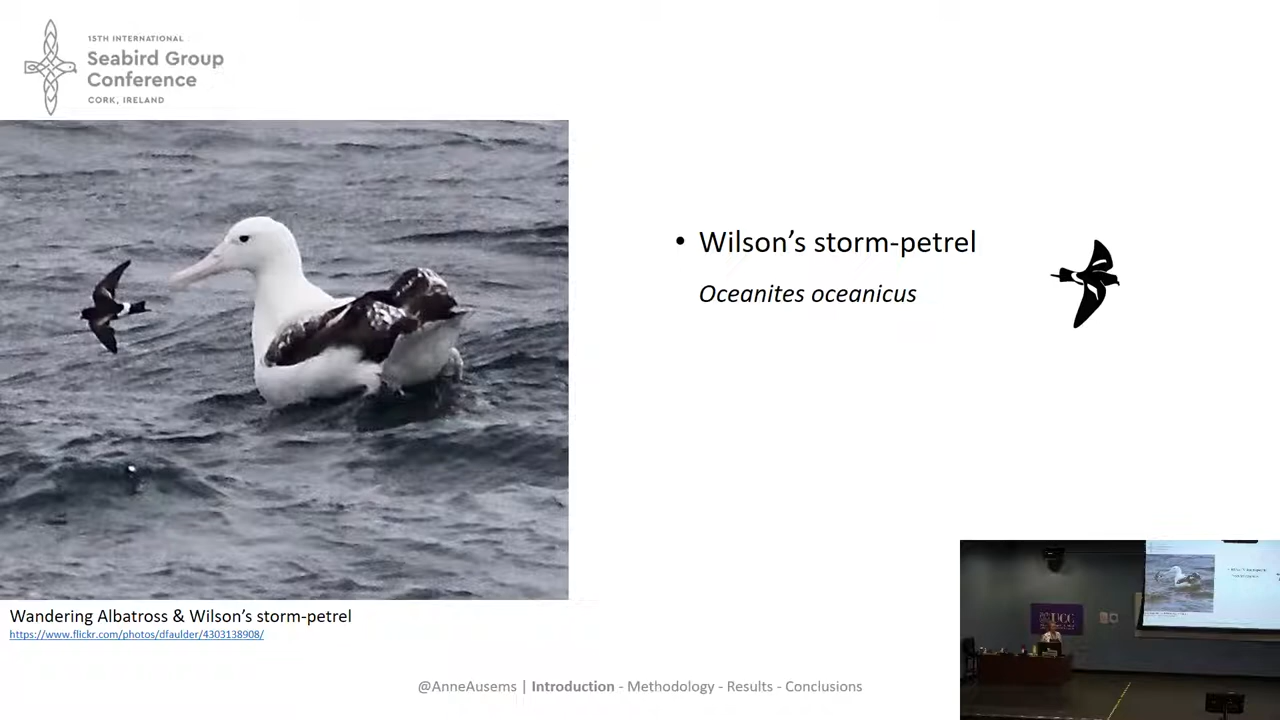 15TH INTERNATIONAL
Seabird Group
Conference
CORK, IRELAND
• Wilson's storm-petrel
Oceanites oceanicus
Wandering Albatross & Wilson's storm-petrel
https://www.flickr.com/photos/dfaulder/4303138908/
@AnneAusems | Introduction - Methodology - Results - Conclusions
UCC